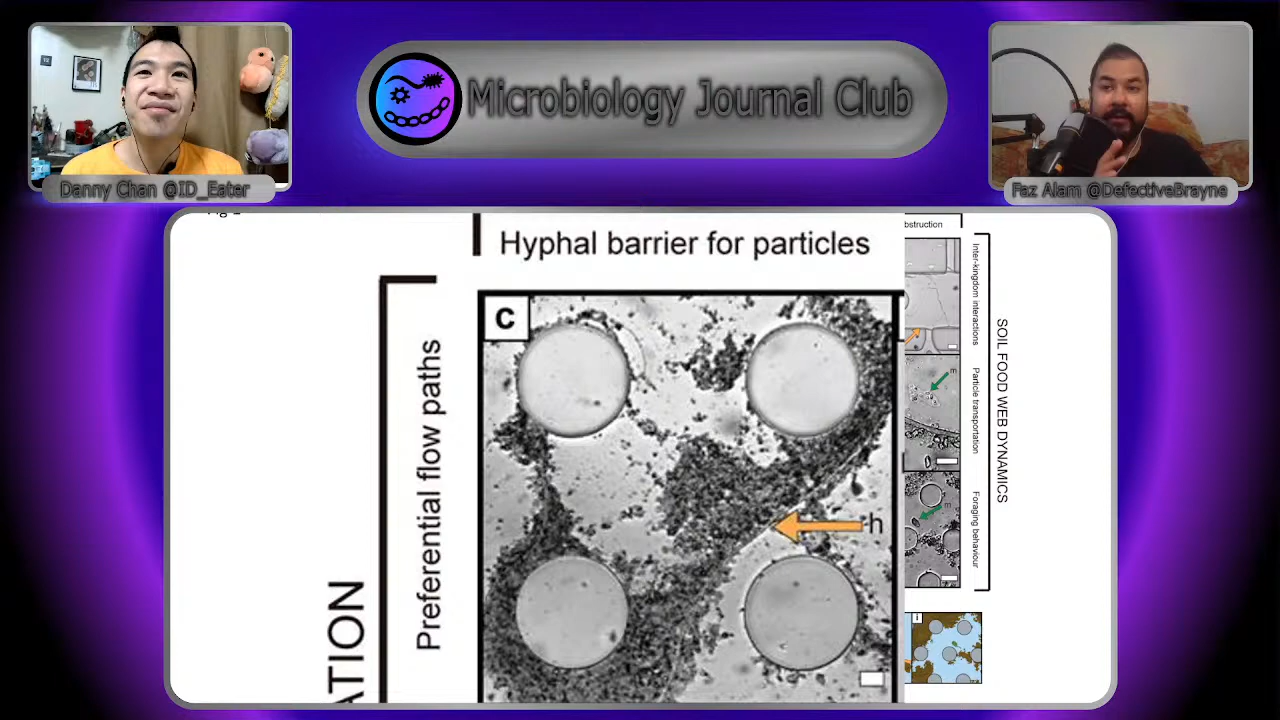 Microbiology Journal Club
Danny Chan @ID_Eater
Faz Alam @DefectiveBrayne
Hyphal barrier for particles
bstruction
c
Preferential flow paths
ATION
h
Inter-kingdom interactions
m
Particle transportation
m
Foraging behaviour
SOIL FOOD WEB DYNAMICS